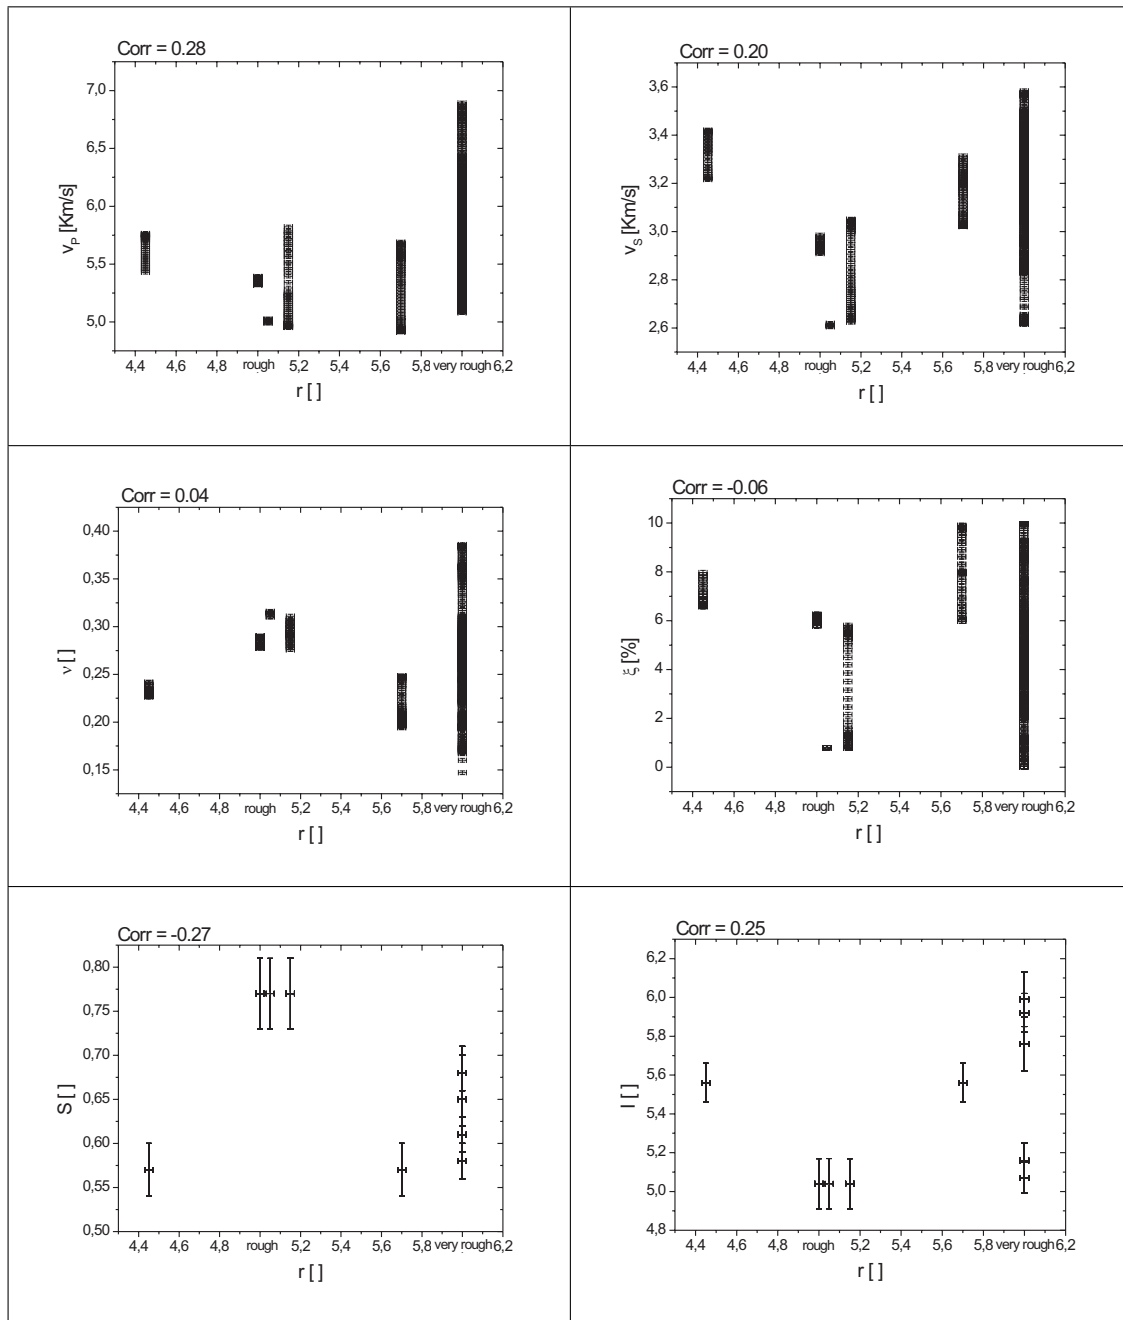 Corr = 0.28
7,0
6,5
6,0
5,5
5,0
v_P [Km/s]
4,4 4,6 4,8 rough 5,2 5,4 5,6 5,8 very rough 6,2
r [ ]
Corr = 0.20
3,6
3,4
3,2
3,0
2,8
2,6
v_S [Km/s]
4,4 4,6 4,8 rough 5,2 5,4 5,6 5,8 very rough 6,2
r [ ]
Corr = 0.04
0,40
0,35
0,30
0,25
0,20
0,15
ν [ ]
4,4 4,6 4,8 rough 5,2 5,4 5,6 5,8 very rough 6,2
r [ ]
Corr = -0.06
10
8
6
4
2
0
ξ [%]
4,4 4,6 4,8 rough 5,2 5,4 5,6 5,8 very rough 6,2
r [ ]
Corr = -0.27
0,80
0,75
0,70
0,65
0,60
0,55
0,50
S [ ]
4,4 4,6 4,8 rough 5,2 5,4 5,6 5,8 very rough 6,2
r [ ]
Corr = 0.25
6,2
6,0
5,8
5,6
5,4
5,2
5,0
4,8
I [ ]
4,4 4,6 4,8 rough 5,2 5,4 5,6 5,8 very rough 6,2
r [ ]